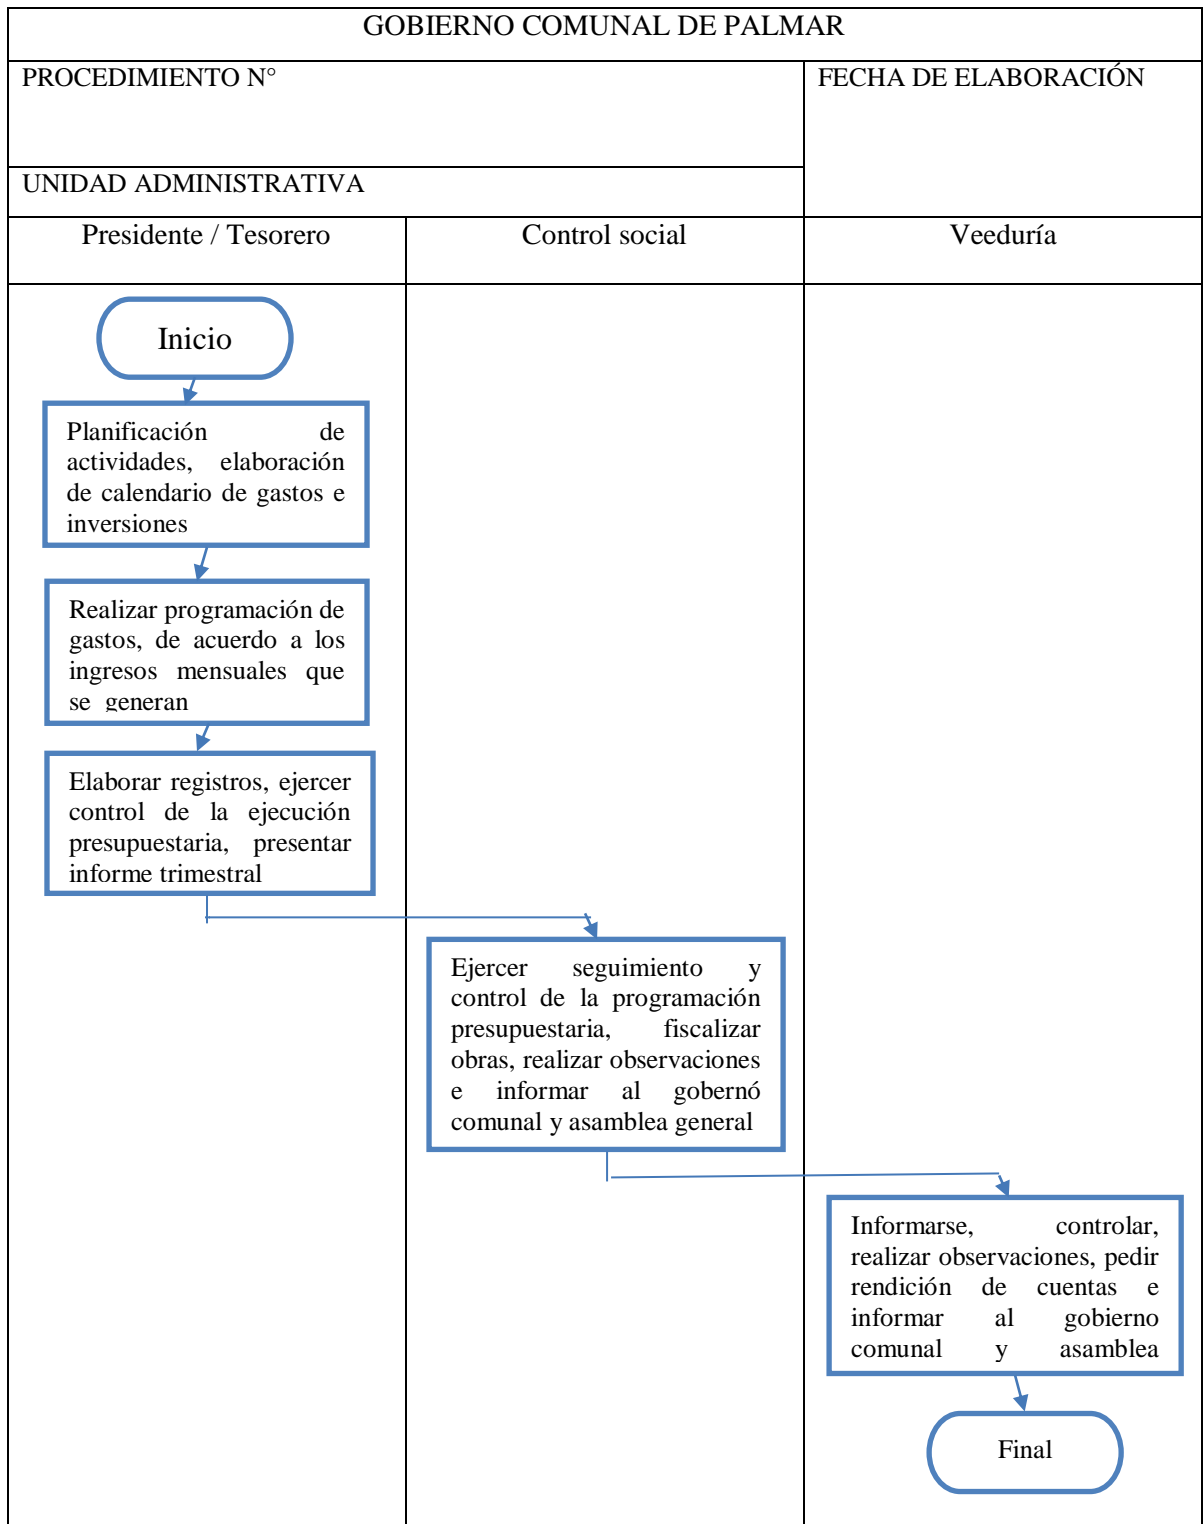 GOBIERNO COMUNAL DE PALMAR
PROCEDIMIENTO N°
FECHA DE ELABORACIÓN
UNIDAD ADMINISTRATIVA
Presidente / Tesorero
Control social
Veeduría
Inicio
Planificación de
actividades, elaboración
de calendario de gastos e
inversiones
Realizar programación de
gastos, de acuerdo a los
ingresos mensuales que
se generan
Elaborar registros, ejercer
control de la ejecución
presupuestaria, presentar
informe trimestral
Ejercer seguimiento y
control de la programación
presupuestaria, fiscalizar
obras, realizar observaciones
e informar al gobernó
comunal y asamblea general
Informarse, controlar,
realizar observaciones, pedir
rendición de cuentas e
informar al gobierno
comunal y asamblea
Final